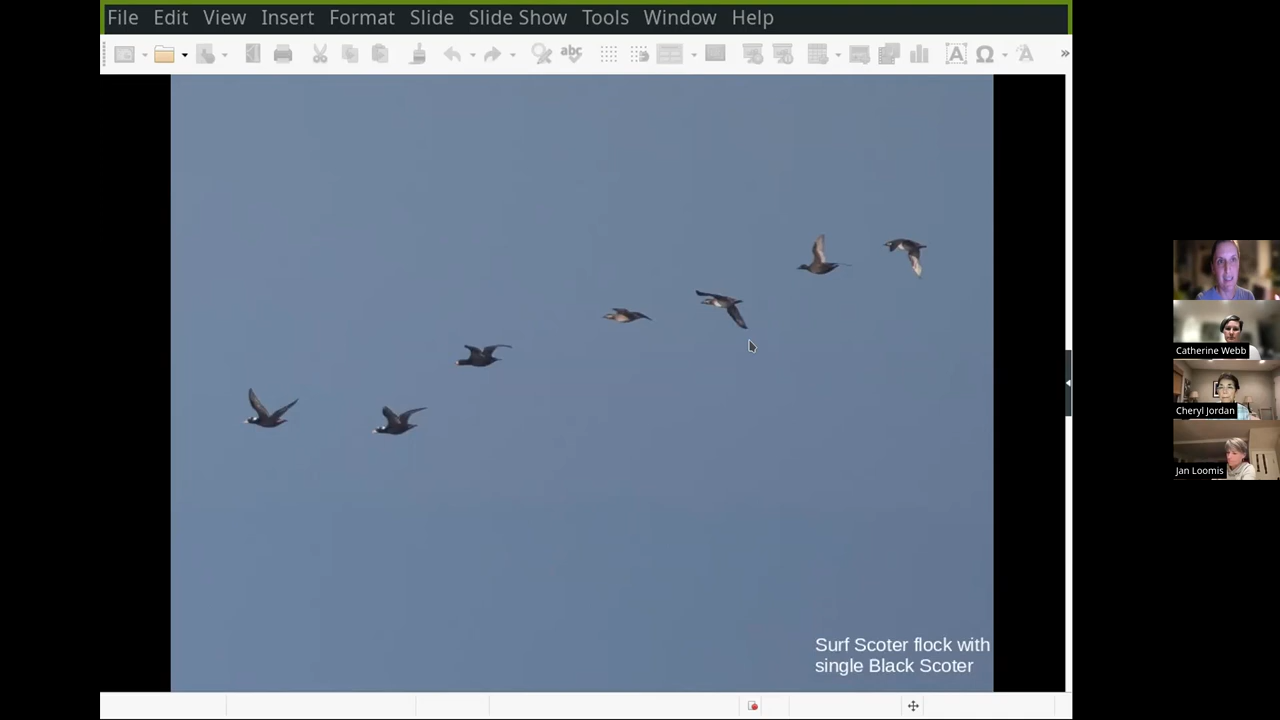 File Edit View Insert Format Slide Slide Show Tools Window Help
abc
A Ω A
»
Catherine Webb
Cheryl Jordan
Jan Loomis
Surf Scoter flock with
single Black Scoter